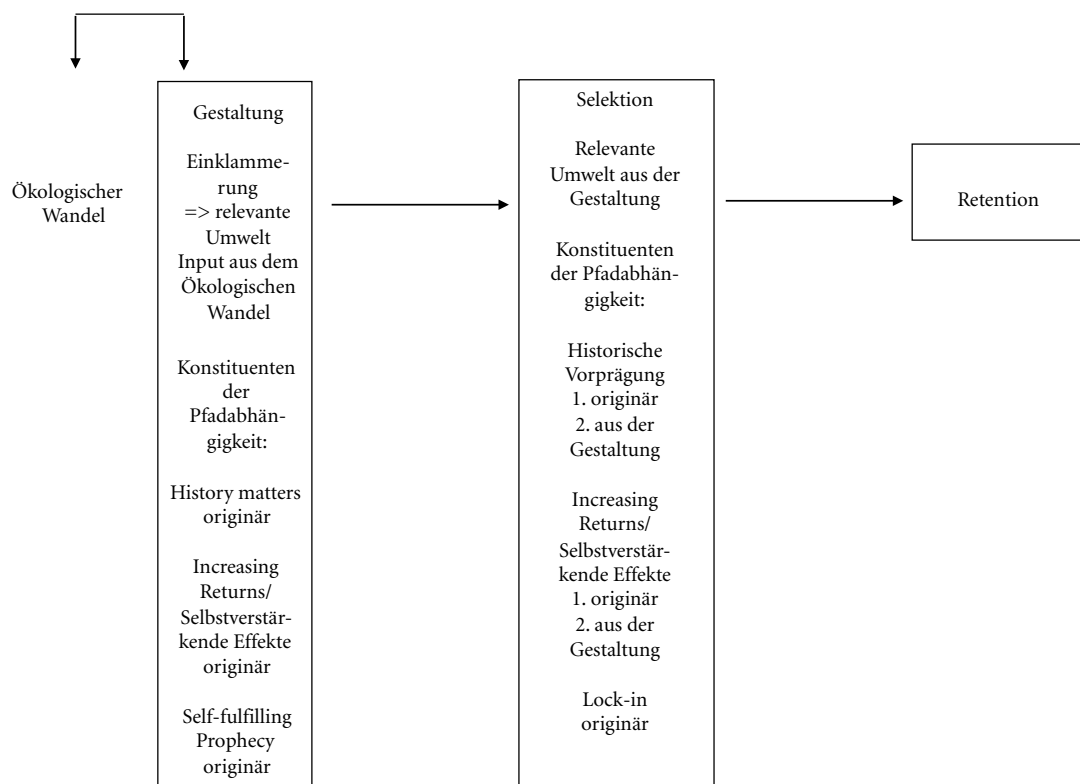 Ökologischer
Wandel
Gestaltung
Einklamme-
rung
=> relevante
Umwelt
Input aus dem
Ökologischen
Wandel
Konstituenten
der
Pfadabhän-
gigkeit:
History matters
originär
Increasing
Returns/
Selbstverstär-
kende Effekte
originär
Self-fulfilling
Prophecy
originär
Selektion
Relevante
Umwelt aus der
Gestaltung
Konstituenten
der Pfadabhän-
gigkeit:
Historische
Vorprägung
1. originär
2. aus der
Gestaltung
Increasing
Returns/
Selbstverstär-
kende Effekte
1. originär
2. aus der
Gestaltung
Lock-in
originär
Retention